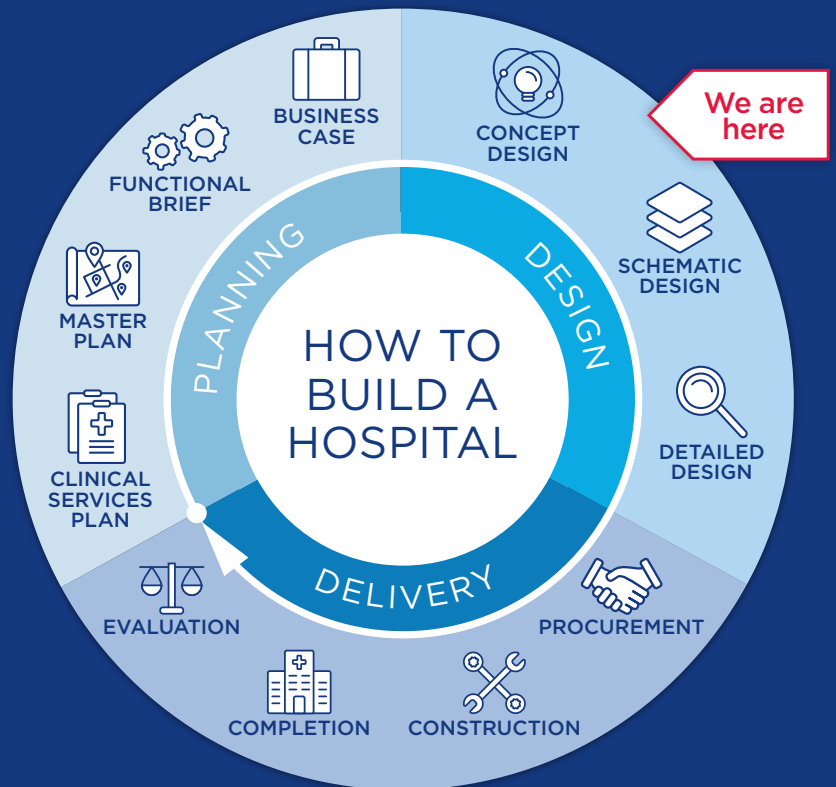 HOW TO
BUILD A
HOSPITAL
PLANNING
CLINICAL
SERVICES
PLAN
MASTER
PLAN
FUNCTIONAL
BRIEF
BUSINESS
CASE
DESIGN
CONCEPT
DESIGN
We are
here
SCHEMATIC
DESIGN
DETAILED
DESIGN
DELIVERY
PROCUREMENT
CONSTRUCTION
COMPLETION
EVALUATION